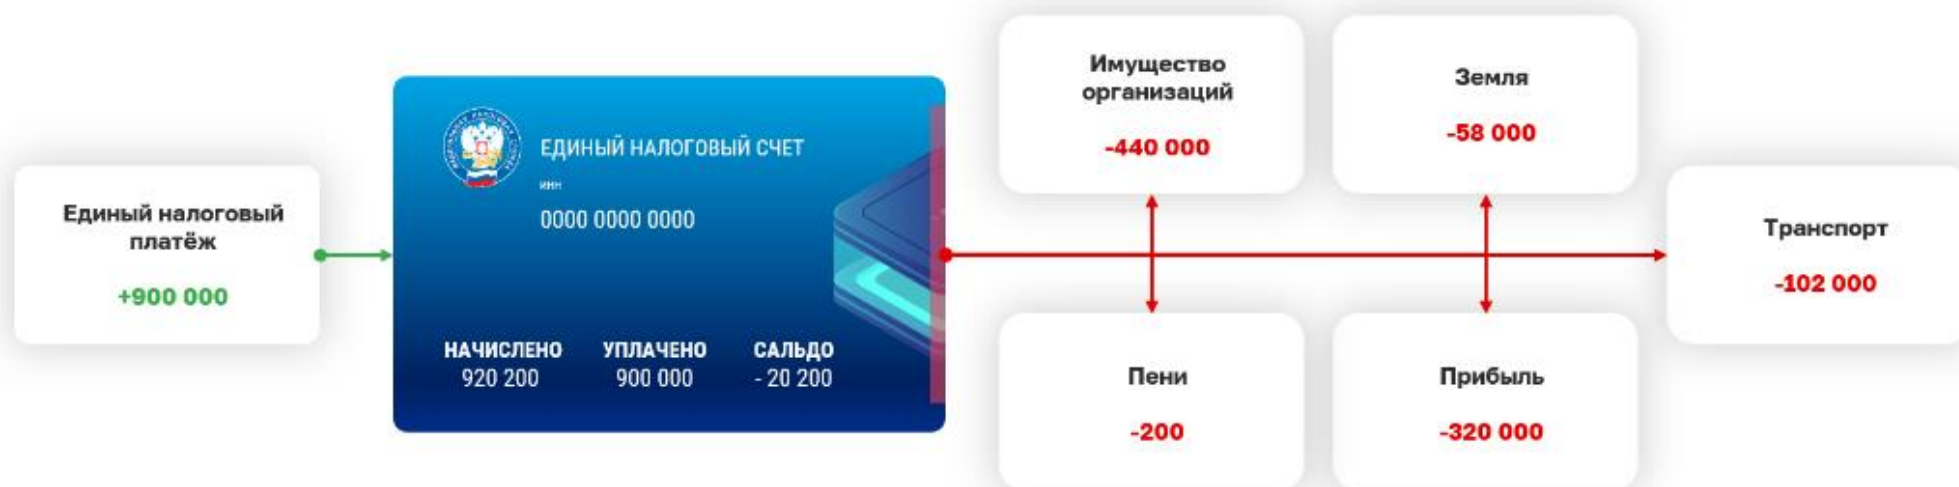 Единый налоговый
платёж
+900 000
ЕДИНЫЙ НАЛОГОВЫЙ СЧЕТ
ИНН
0000 0000 0000
НАЧИСЛЕНО УПЛАЧЕНО САЛЬДО
920 200 900 000 - 20 200
Имущество
организаций
-440 000
Земля
-58 000
Пени
-200
Прибыль
-320 000
Транспорт
-102 000